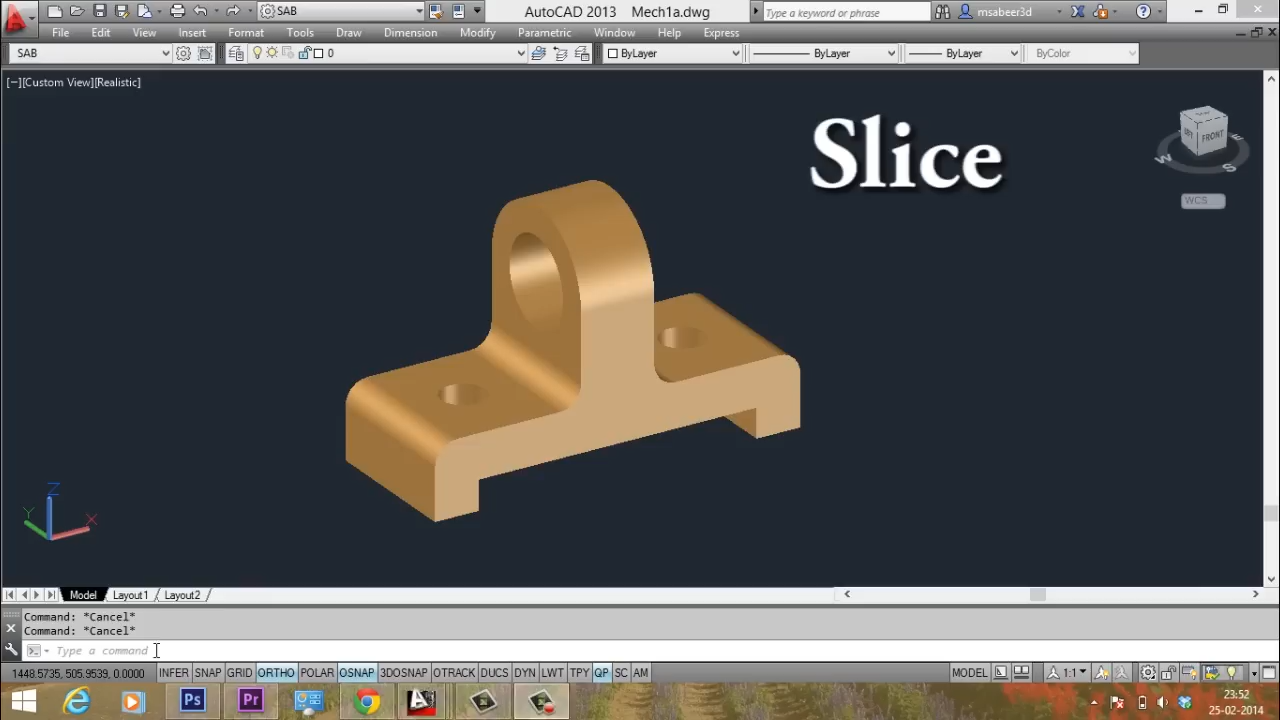 SAB
AutoCAD 2013 Mech1a.dwg
Type a keyword or phrase
msabeer3d
File Edit View Insert Format Tools Draw Dimension Modify Parametric Window Help Express
SAB
0
ByLayer
ByLayer
ByLayer
ByColor
[−][Custom View][Realistic]
Slice
FRONT
W
S
WCS
Z
Y
X
Model Layout1 Layout2
Command: *Cancel*
Command: *Cancel*
Type a command
1448.5735, 505.9539, 0.0000 INFER SNAP GRID ORTHO POLAR OSNAP 3DOSNAP OTRACK DUCS DYN LWT TPY QP SC AM MODEL 1:1
Ps Pr
23:52
25-02-2014